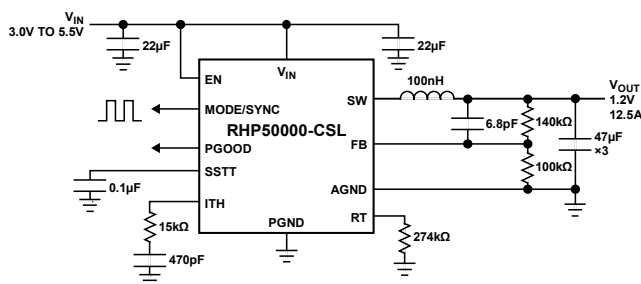 VIN
3.0V TO 5.5V
22µF
22µF
EN
VIN
100nH
SW
VOUT
1.2V
12.5A
MODE/SYNC
RHP50000-CSL
6.8pF
140kΩ
47µF
×3
PGOOD
FB
SSTT
100kΩ
0.1µF
AGND
ITH
RT
15kΩ
PGND
274kΩ
470pF